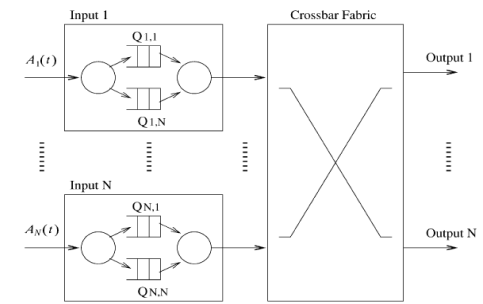 Input 1
Crossbar Fabric
Q1,1
A1(t)
Output 1
Q1,N
Input N
QN,1
AN(t)
Output N
QN,N